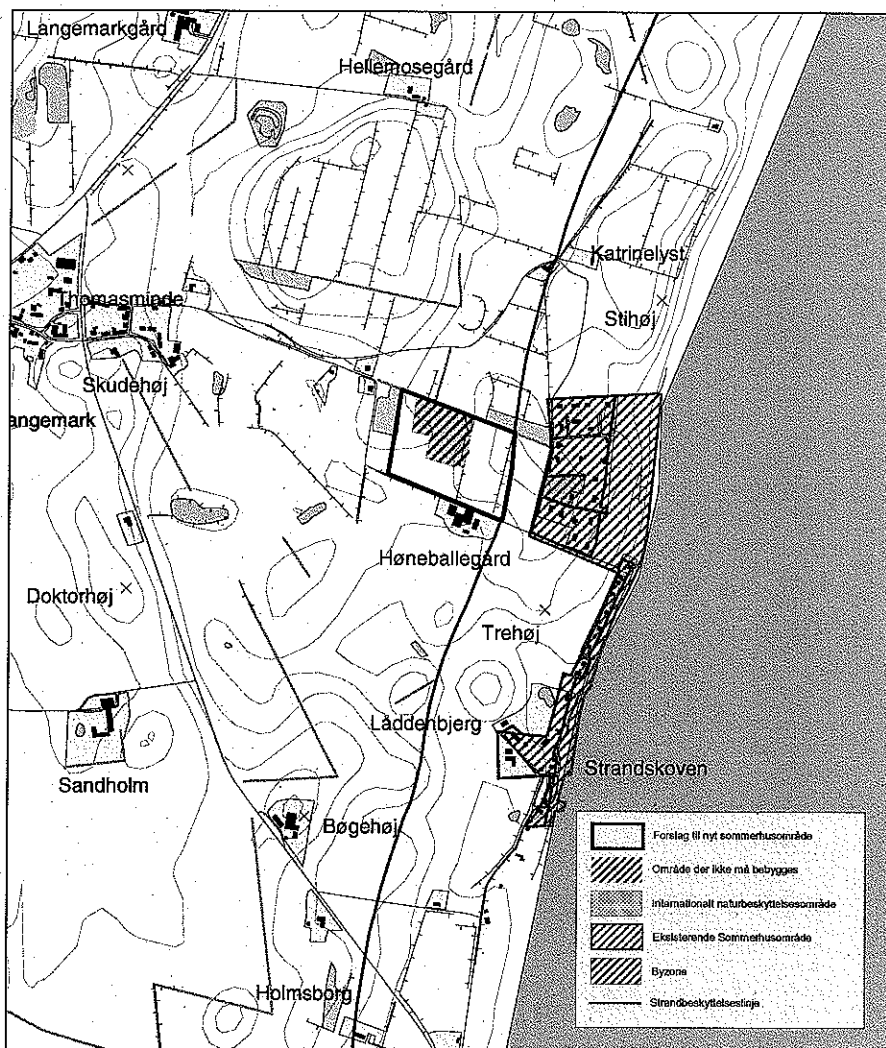 Langemarkgård
Hellemosegård
Katrinelyst
Stihøj
Thomasminde
Skudehøj
angemark
Høneballegård
Doktorhøj
Trehøj
Låddenbjerg
Sandholm
Strandskoven
Bøgehøj
Holmsborg
Forslag til nyt sommerhusområde
Område der ikke må bebygges
Internationalt naturbeskyttelsesområde
Eksisterende Sommerhusområde
Byzone
Strandbeskyttelseslinje